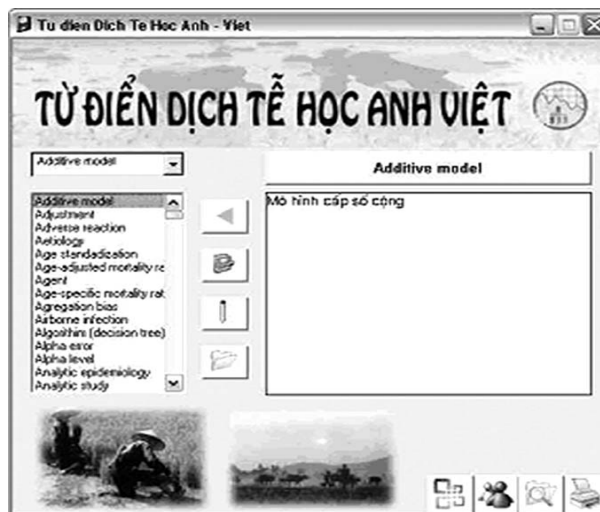 Tu dien Dich Te Hoc Anh - Viet
TỪ ĐIỂN DỊCH TỄ HỌC ANH VIỆT
Additive model
Additive model
Additive model
Adjustment
Adverse reaction
Aetiology
Age standadization
Age-adjusted mortality ra
Agent
Age-specific mortality rat
Agregation bias
Airborne infection
Algorithm (decision tree)
Alpha error
Alpha level
Analytic epidemiology
Analytic study
Mô hình cấp số cộng